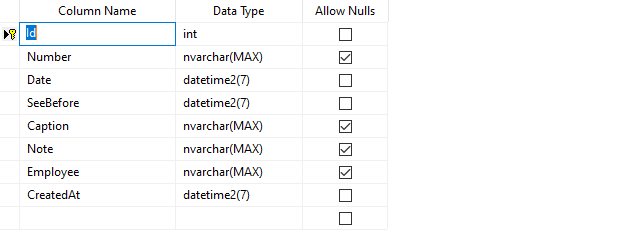 Column Name Data Type Allow Nulls
Id int
Number nvarchar(MAX)
Date datetime2(7)
SeeBefore datetime2(7)
Caption nvarchar(MAX)
Note nvarchar(MAX)
Employee nvarchar(MAX)
CreatedAt datetime2(7)